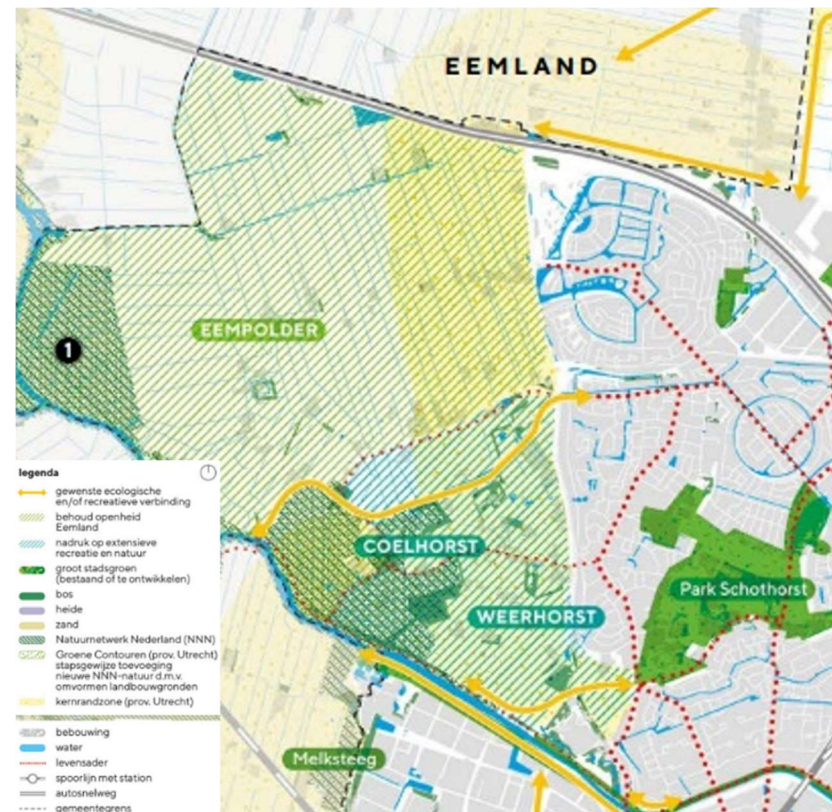 EEMLAND
EEMPOLDER
1
COELHORST
WEERHORST
Park Schothorst
Melksteeg
legenda
gewenste ecologische
en/of recreatieve verbinding
behoud openheid
Eemland
nadruk op extensieve
recreatie en natuur
groot stadsgroen
(bestaand of te ontwikkelen)
bos
heide
zand
Natuurnetwerk Nederland (NNN)
Groene Contouren (prov. Utrecht)
stapsgewijze toevoeging
nieuwe NNN-natuur d.m.v.
omvormen landbouwgronden
kernrandzone (prov. Utrecht)
bebouwing
water
levensader
spoorlijn met station
autosnelweg
gemeentegrens